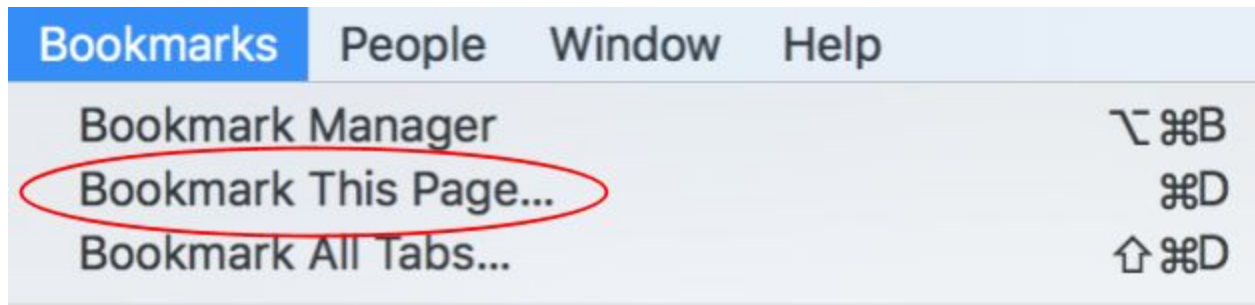 Bookmarks People Window Help
Bookmark Manager ⌥⌘B
Bookmark This Page... ⌘D
Bookmark All Tabs... ⇧⌘D